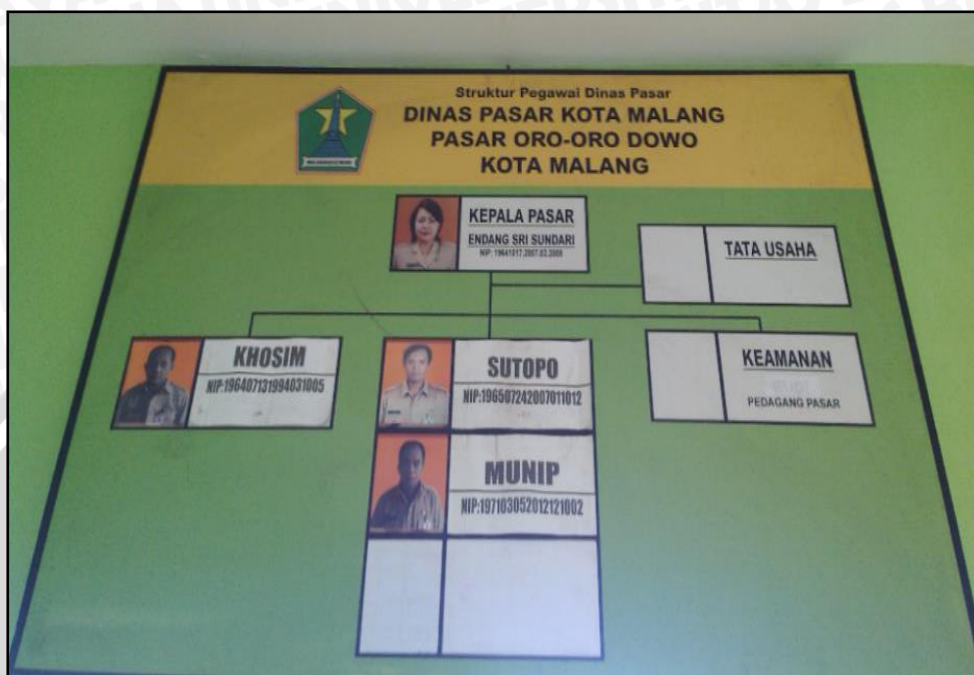 Struktur Pegawai Dinas Pasar
DINAS PASAR KOTA MALANG
PASAR ORO-ORO DOWO
KOTA MALANG
KEPALA PASAR
ENDANG SRI SUNDARI
TATA USAHA
KHOSIM
NIP:196407131994031005
SUTOPO
NIP:196507242007011012
KEAMANAN
PEDAGANG PASAR
MUNIP
NIP:197103052012121002